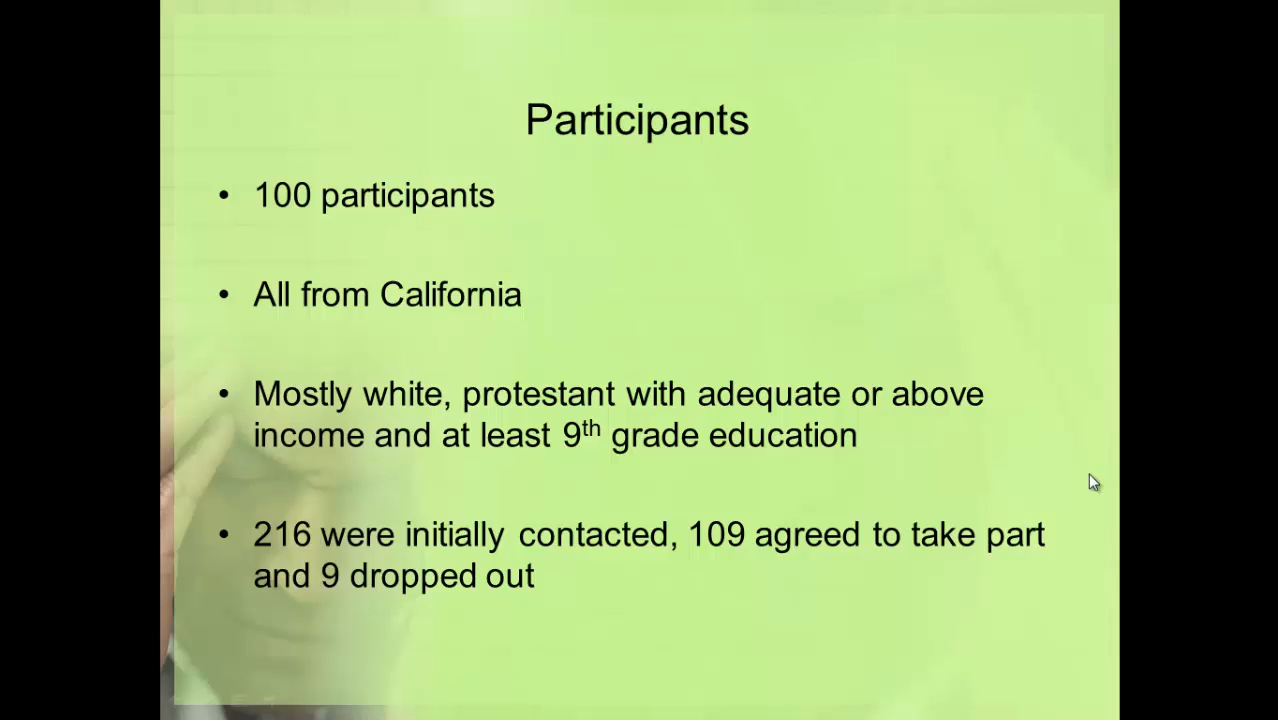 Participants
• 100 participants
• All from California
• Mostly white, protestant with adequate or above
income and at least 9th grade education
• 216 were initially contacted, 109 agreed to take part
and 9 dropped out